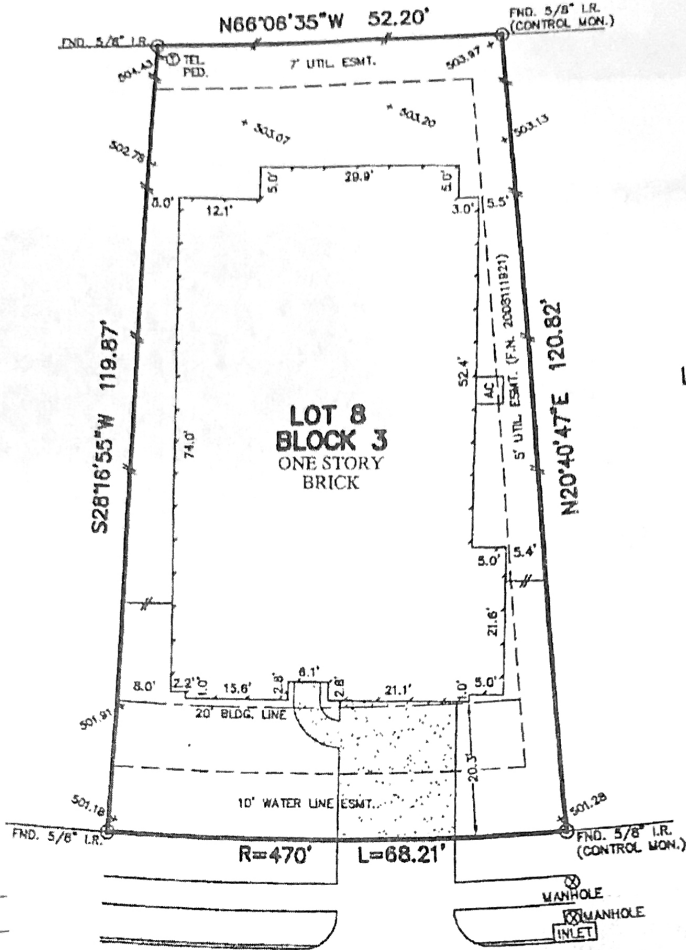 N66°06'35"W 52.20'
FND. 5/8" I.R.
(CONTROL MON.)
FND. 5/8" I.R.
504.43
TEL.
PED.
7' UTIL ESMT.
503.97
503.07
503.20
503.13
502.78
5.0'
29.9'
5.0'
5.0'
12.1'
3.0'
5.5'
S28°16'55"W 119.87'
74.0'
52.4'
AC
5' UTIL ESMT. (F.N. 2008111921)
N20°40'47"E 120.82'
LOT 8
BLOCK 3
ONE STORY
BRICK
5.0'
5.4'
21.6'
8.0'
2.2'
1.0'
15.6'
2.8'
6.1'
2.8'
21.1'
1.0'
5.0'
501.91
20' BLDG. LINE
20.3'
10' WATER LINE ESMT.
501.18
501.28
FND. 5/8" I.R.
R=470' L=68.21'
FND. 5/8" I.R.
(CONTROL MON.)
MANHOLE
MANHOLE
INLET